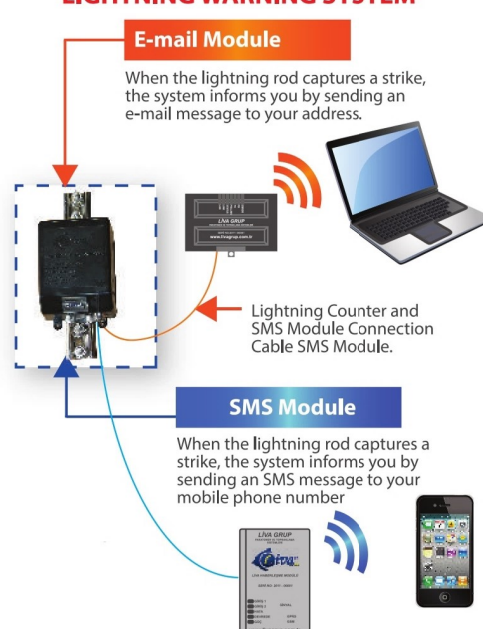 LIGHTNING WARNING SYSTEM
E-mail Module
When the lightning rod captures a strike,
the system informs you by sending an
e-mail message to your address.
LİVA GRUP
www.livagrup.com.tr
Lightning Counter and
SMS Module Connection
Cable SMS Module.
SMS Module
When the lightning rod captures a
strike, the system informs you by
sending an SMS message to your
mobile phone number
LİVA GRUP